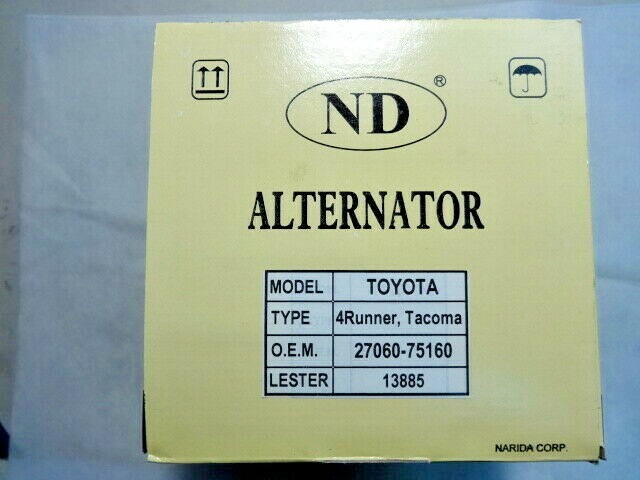 ND ®
ALTERNATOR
MODEL TOYOTA
TYPE 4Runner, Tacoma
O.E.M. 27060-75160
LESTER 13885
NARIDA CORP.